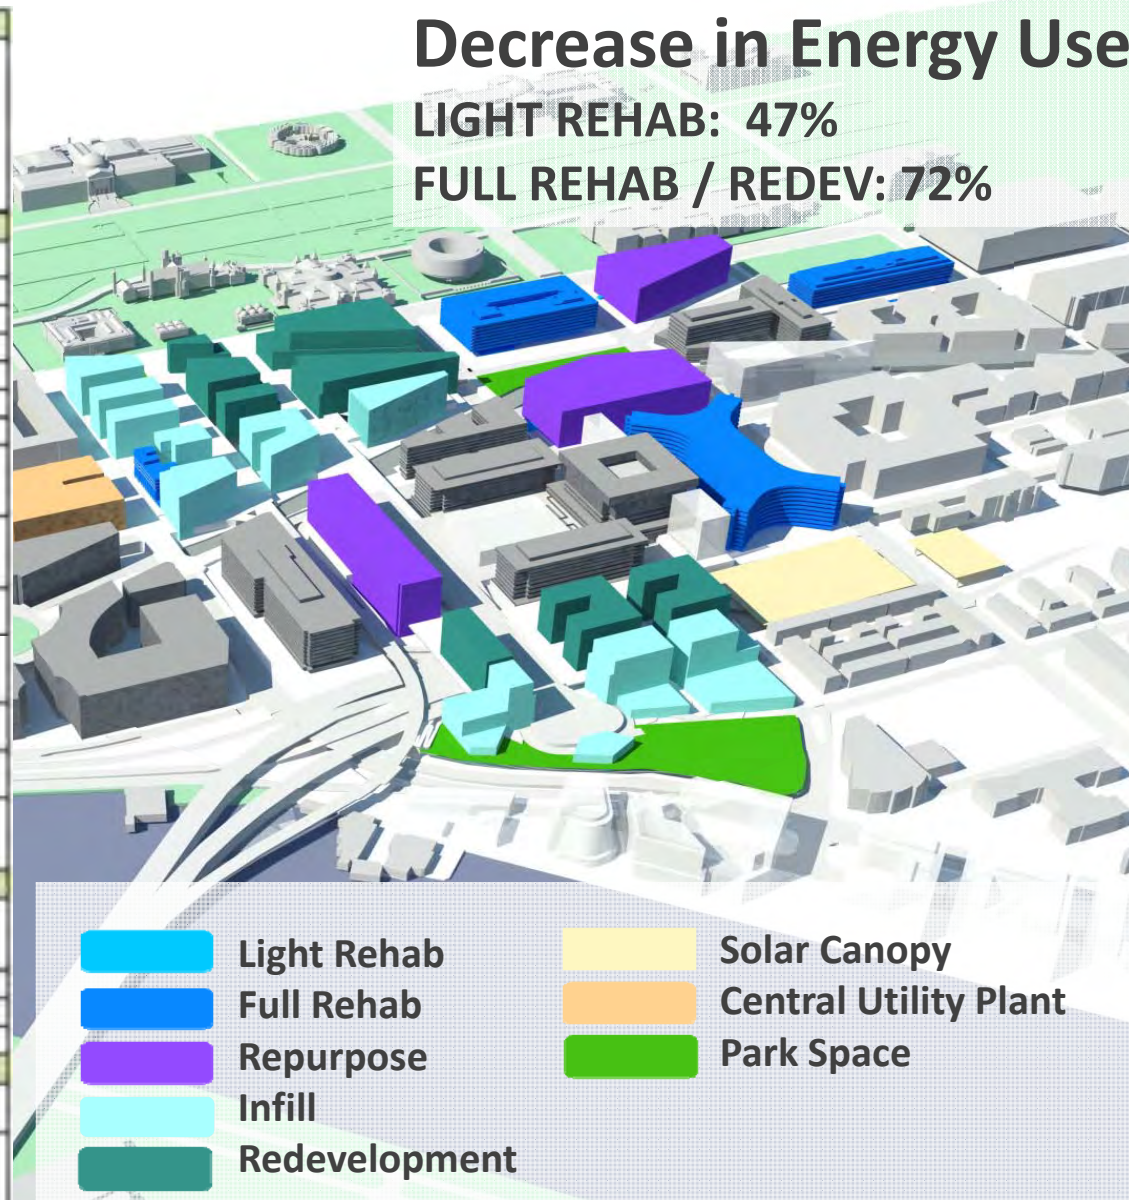 Decrease in Energy Use
LIGHT REHAB: 47%
FULL REHAB / REDEV: 72%
Light Rehab
Full Rehab
Repurpose
Infill
Redevelopment
Solar Canopy
Central Utility Plant
Park Space